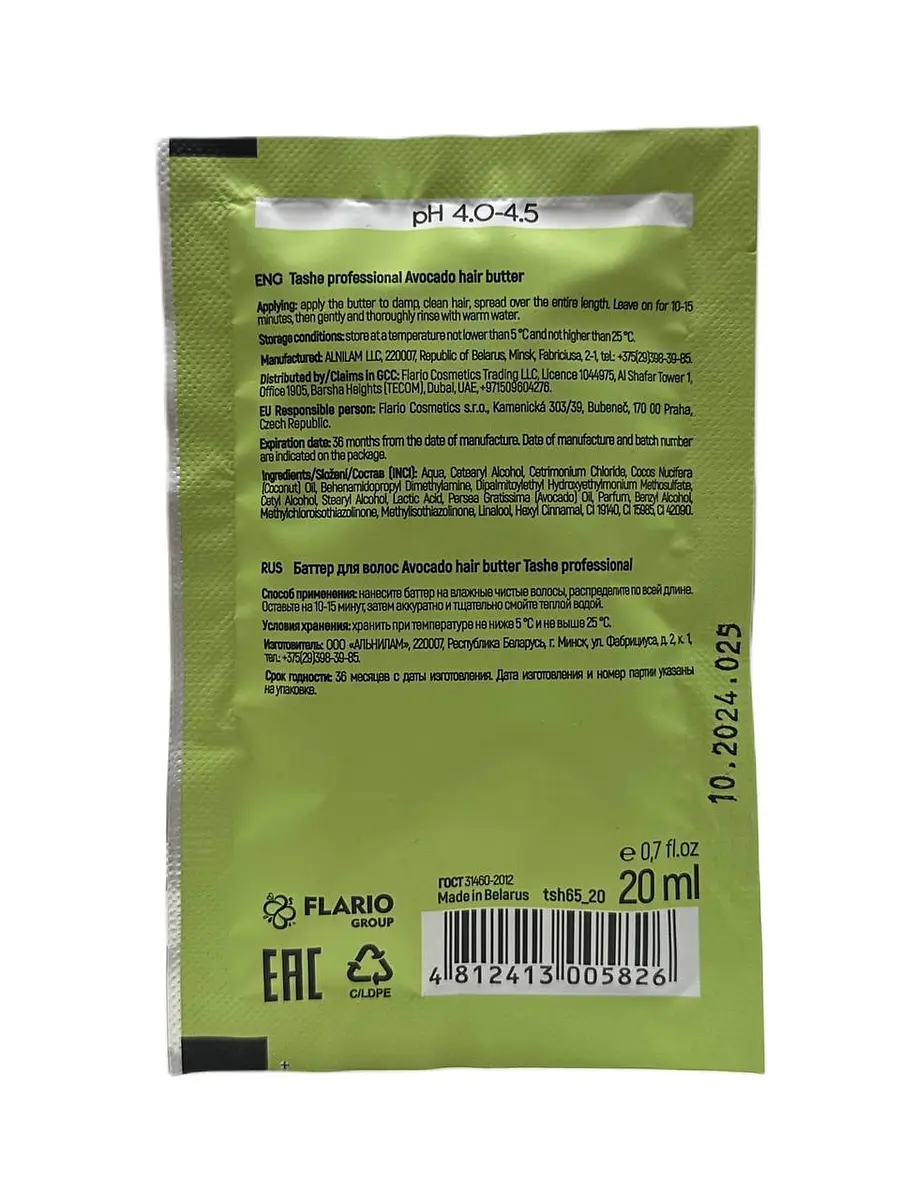 pH 4.0-4.5
ENG Tashe professional Avocado hair butter
Applying: apply the butter to damp, clean hair, spread over the entire length. Leave on for 10-15
minutes, then gently and thoroughly rinse with warm water.
Storage conditions: store at a temperature not lower than 5 °C and not higher than 25 °C.
Manufactured: ALNILAM LLC, 220007, Republic of Belarus, Minsk, Fabriciusa, 2-1, tel.: +375(29)398-39-85.
Distributed by/Claims in GCC: Flario Cosmetics Trading LLC, Licence 1044975, Al Shafar Tower 1,
Office 1905, Barsha Heights (TECOM), Dubai, UAE, +971509604276.
EU Responsible person: Flario Cosmetics s.r.o., Kamenická 303/39, Bubeneč, 170 00 Praha,
Czech Republic.
Expiration date: 36 months from the date of manufacture. Date of manufacture and batch number
are indicated on the package.
Ingredients/Složení/Состав (INCI): Aqua, Cetearyl Alcohol, Cetrimonium Chloride, Cocos Nucifera
(Coconut) Oil, Behenamidopropyl Dimethylamine, Dipalmitoylethyl Hydroxyethylmonium Methosulfate,
Cetyl Alcohol, Stearyl Alcohol, Lactic Acid, Persea Gratissima (Avocado) Oil, Parfum, Benzyl Alcohol,
Methylchloroisothiazolinone, Methylisothiazolinone, Linalool, Hexyl Cinnamal, CI 19140, CI 15985, CI 42090.
RUS Баттер для волос Avocado hair butter Tashe professional
Способ применения: нанесите баттер на влажные чистые волосы, распределите по всей длине.
Оставьте на 10-15 минут, затем аккуратно и тщательно смойте теплой водой.
Условия хранения: хранить при температуре не ниже 5 °C и не выше 25 °C.
Изготовитель: ООО «АЛЬНИЛАМ», 220007, Республика Беларусь, г. Минск, ул. Фабрициуса, д. 2, к. 1,
тел.: +375(29)398-39-85.
Срок годности: 36 месяцев с даты изготовления. Дата изготовления и номер партии указаны
на упаковке.
10.2024.025
e 0,7 fl.oz
ГОСТ 31460-2012
Made in Belarus tsh65_20 20 ml
FLARIO
GROUP
EAC
C/LDPE
4 812413 005826